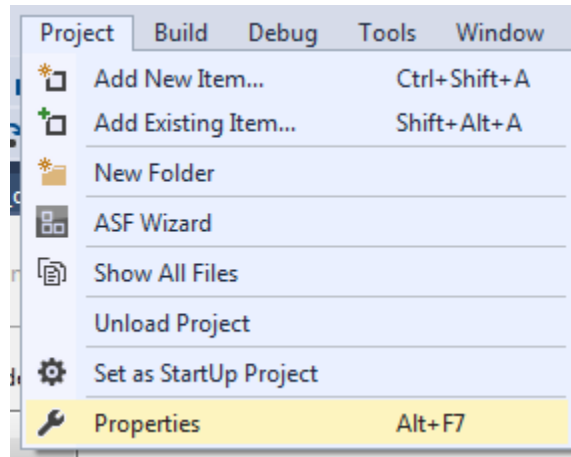 Project Build Debug Tools Window
Add New Item... Ctrl+Shift+A
Add Existing Item... Shift+Alt+A
New Folder
ASF Wizard
Show All Files
Unload Project
Set as StartUp Project
Properties Alt+F7